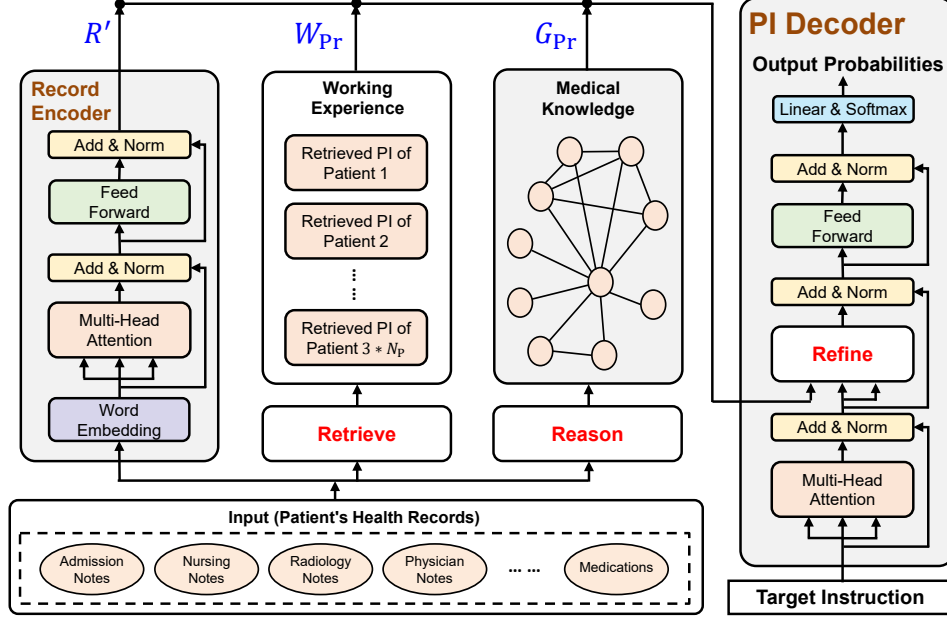 R′
W_Pr
G_Pr
Record
Encoder
Add & Norm
Feed
Forward
Add & Norm
Multi-Head
Attention
Word
Embedding
Working
Experience
Retrieved PI of
Patient 1
Retrieved PI of
Patient 2
Retrieved PI of
Patient 3 * N_P
Retrieve
Medical
Knowledge
Reason
Input (Patient's Health Records)
Admission
Notes
Nursing
Notes
Radiology
Notes
Physician
Notes
... ...
Medications
PI Decoder
Output Probabilities
Linear & Softmax
Add & Norm
Feed
Forward
Add & Norm
Refine
Add & Norm
Multi-Head
Attention
Target Instruction